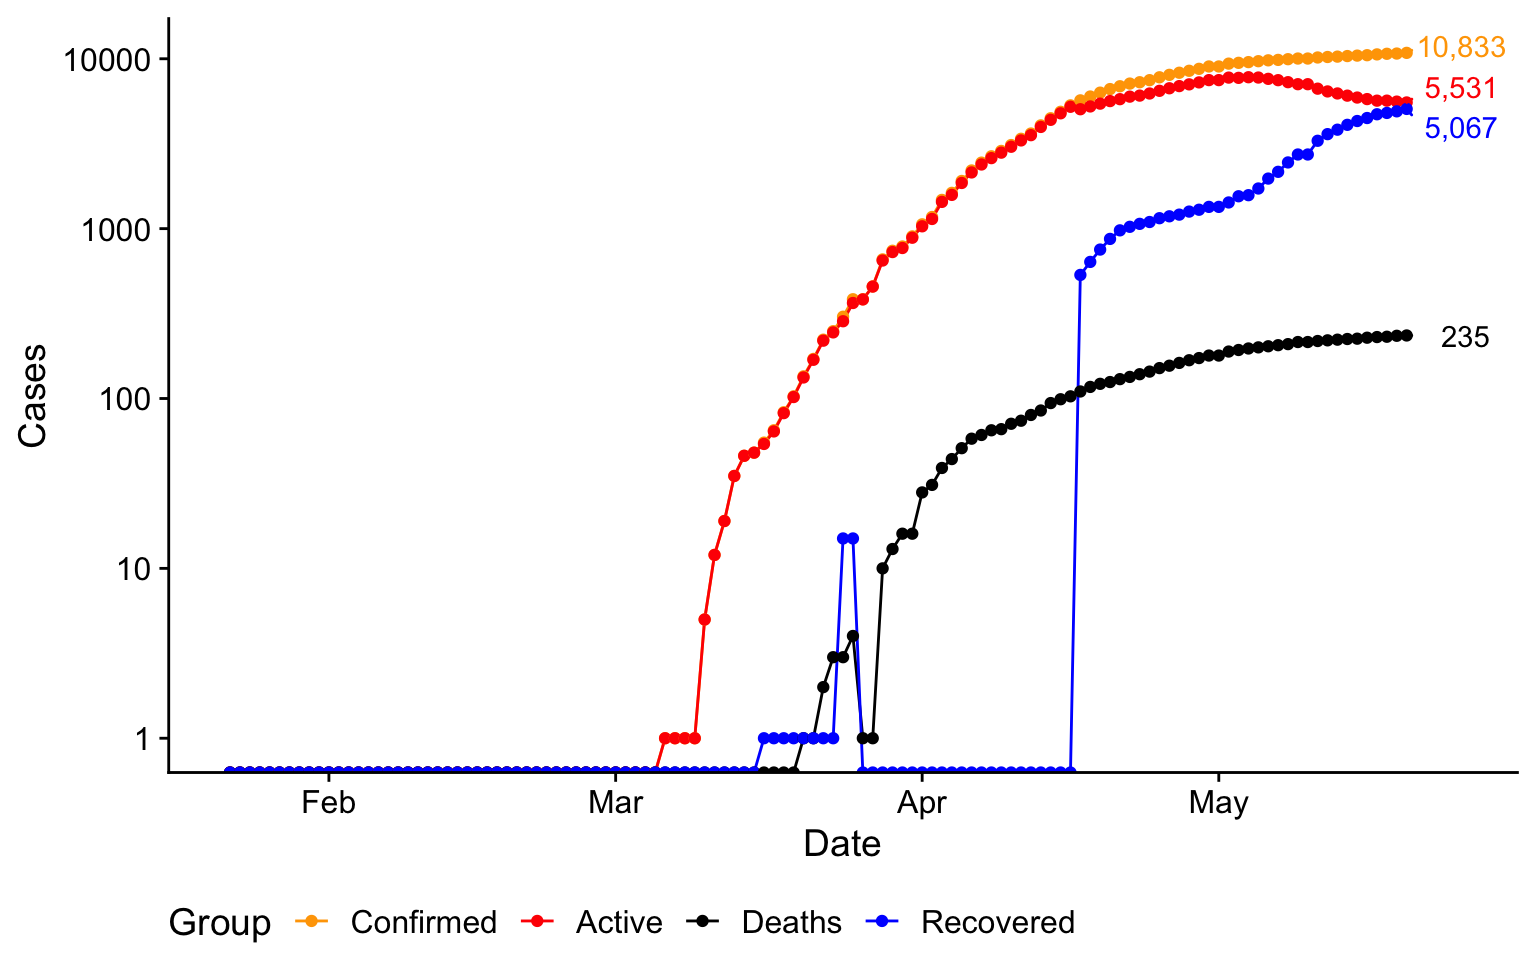 10000
10,833
5,531
5,067
1000
235
100
10
1
Cases
Feb Mar Apr May
Date
Group Confirmed Active Deaths Recovered